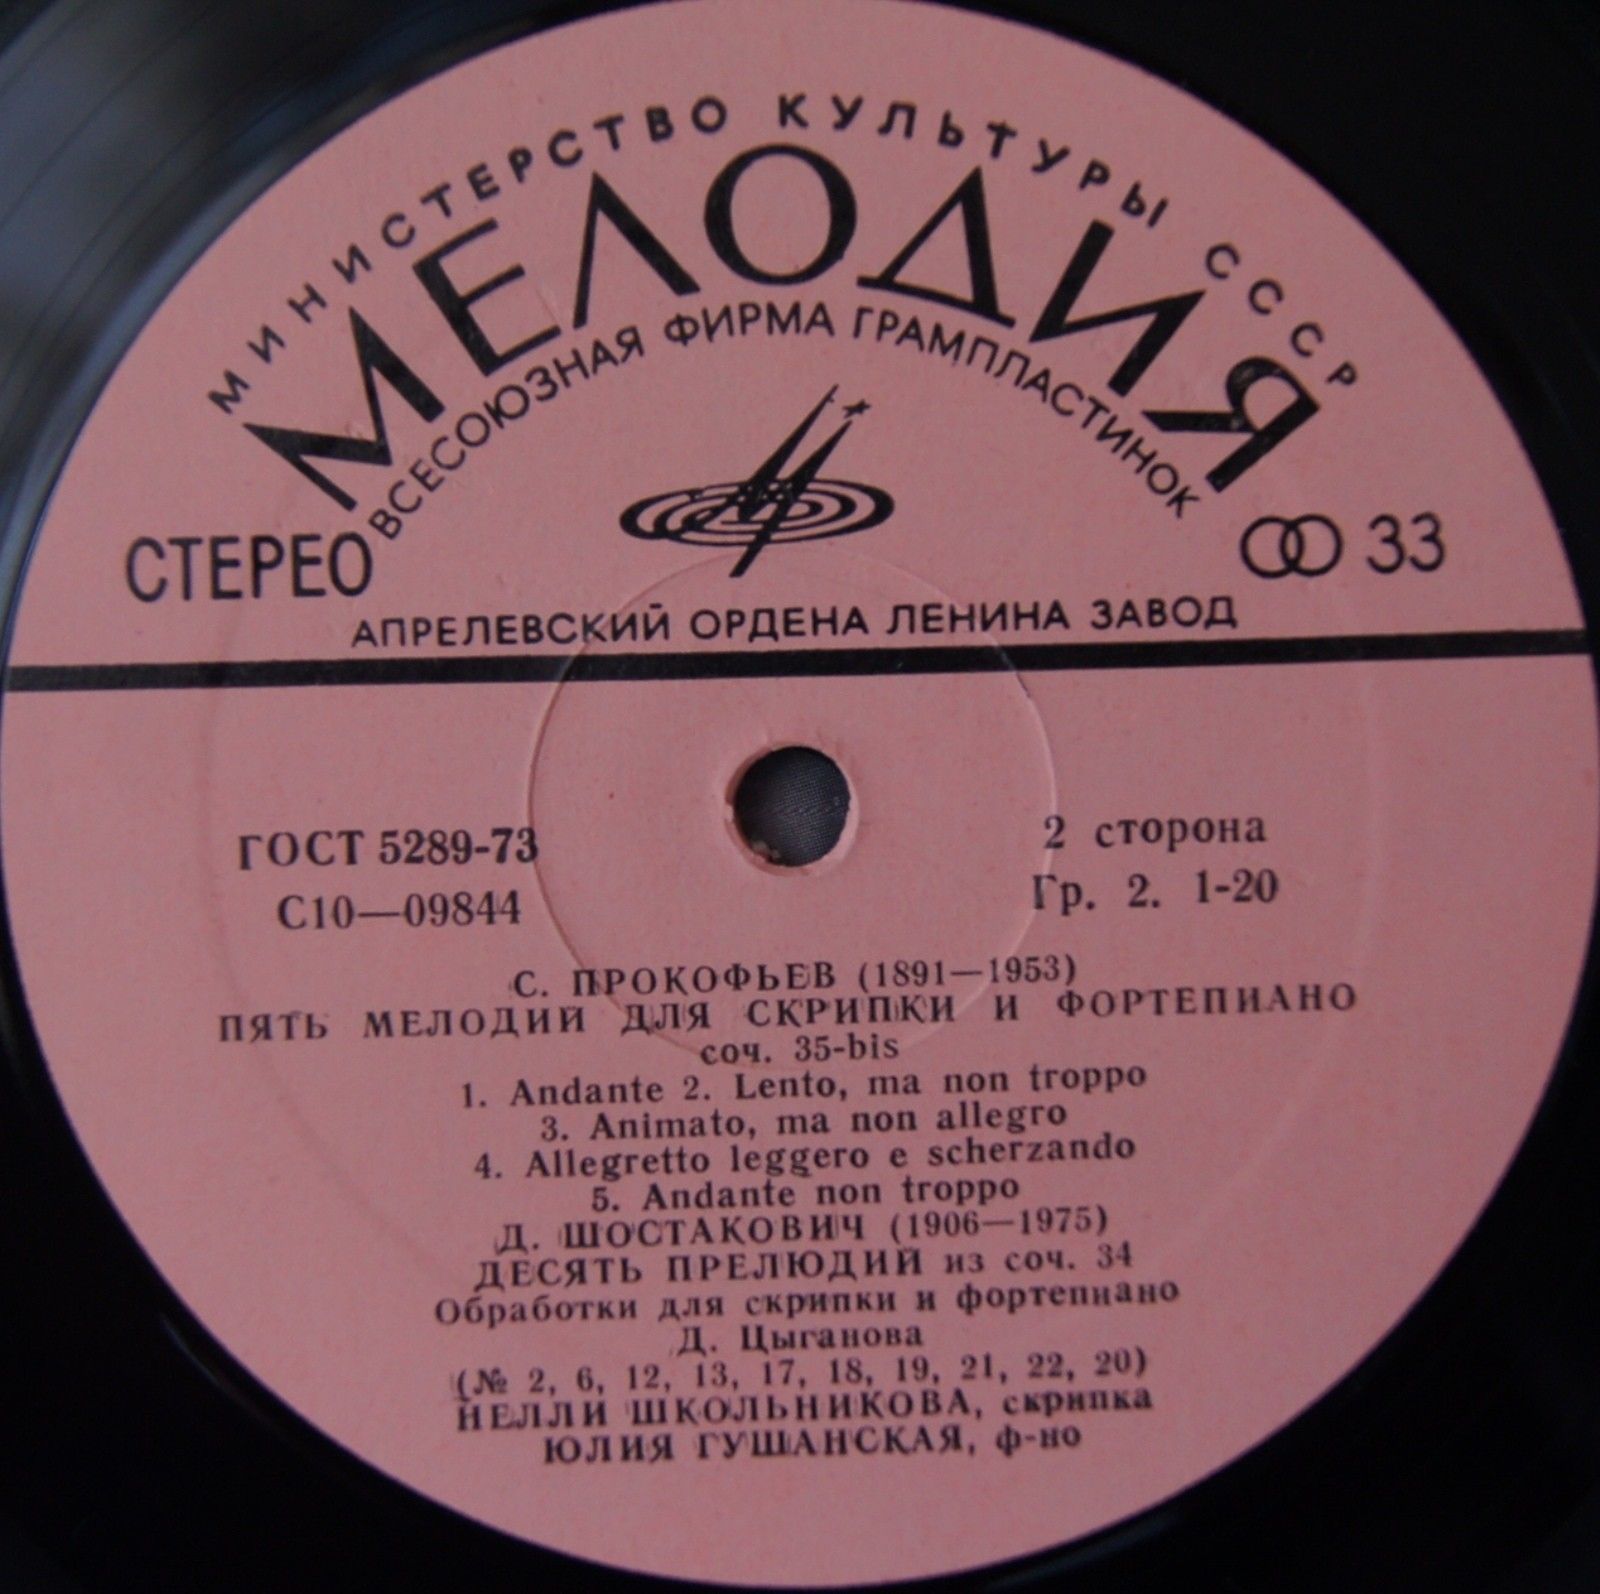 МИНИСТЕРСТВО КУЛЬТУРЫ СССР
МЕЛОДИЯ
ВСЕСОЮЗНАЯ ФИРМА ГРАМПЛАСТИНОК
СТЕРЕО
33
АПРЕЛЕВСКИЙ ОРДЕНА ЛЕНИНА ЗАВОД
ГОСТ 5289-73
С10—09844
2 сторона
Гр. 2. 1-20
С. ПРОКОФЬЕВ (1891—1953)
ПЯТЬ МЕЛОДИЙ ДЛЯ СКРИПКИ И ФОРТЕПИАНО
соч. 35-bis
1. Andante 2. Lento, ma non troppo
3. Animato, ma non allegro
4. Allegretto leggero e scherzando
5. Andante non troppo
Д. ШОСТАКОВИЧ (1906—1975)
ДЕСЯТЬ ПРЕЛЮДИЙ из соч. 34
Обработки для скрипки и фортепиано
Д. Цыганова
(№ 2, 6, 12, 13, 17, 18, 19, 21, 22, 20)
НЕЛЛИ ШКОЛЬНИКОВА, скрипка
ЮЛИЯ ГУШАНСКАЯ, ф-но